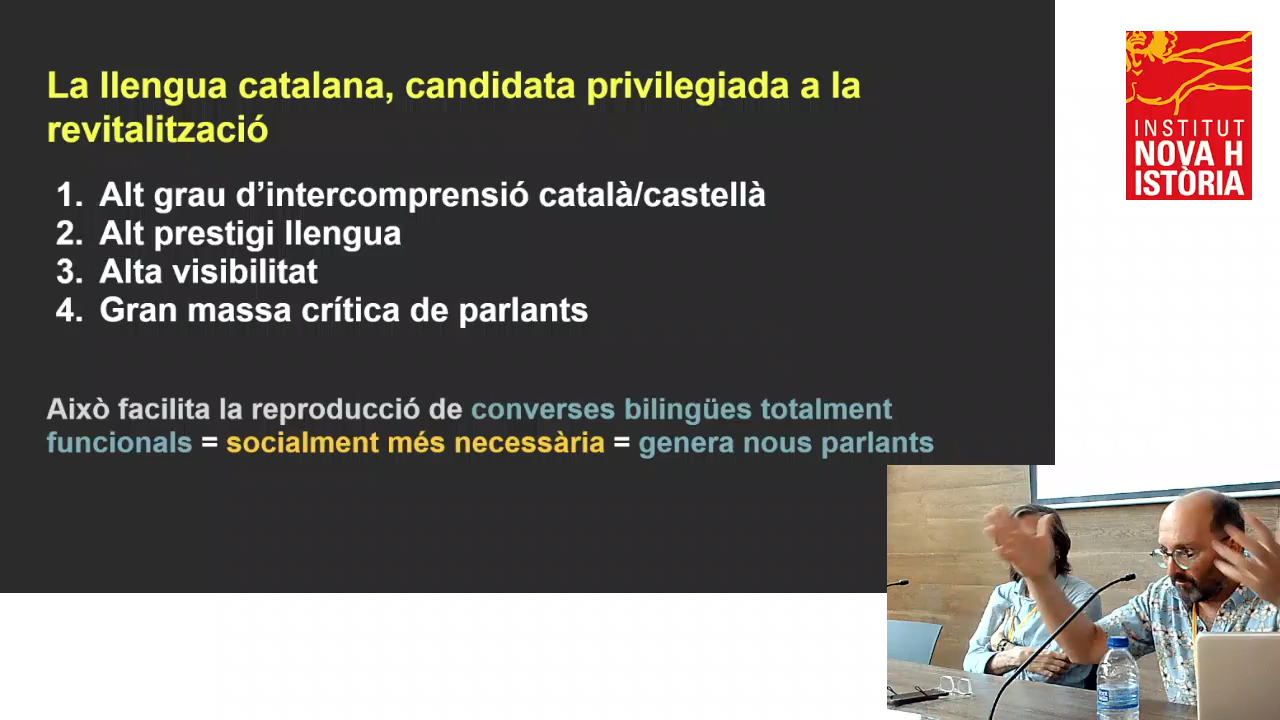 La llengua catalana, candidata privilegiada a la
revitalització
1. Alt grau d’intercomprensió català/castellà
2. Alt prestigi llengua
3. Alta visibilitat
4. Gran massa crítica de parlants
Això facilita la reproducció de converses bilingües totalment
funcionals = socialment més necessària = genera nous parlants
INSTITUT
NOVA H
ISTÒRIA